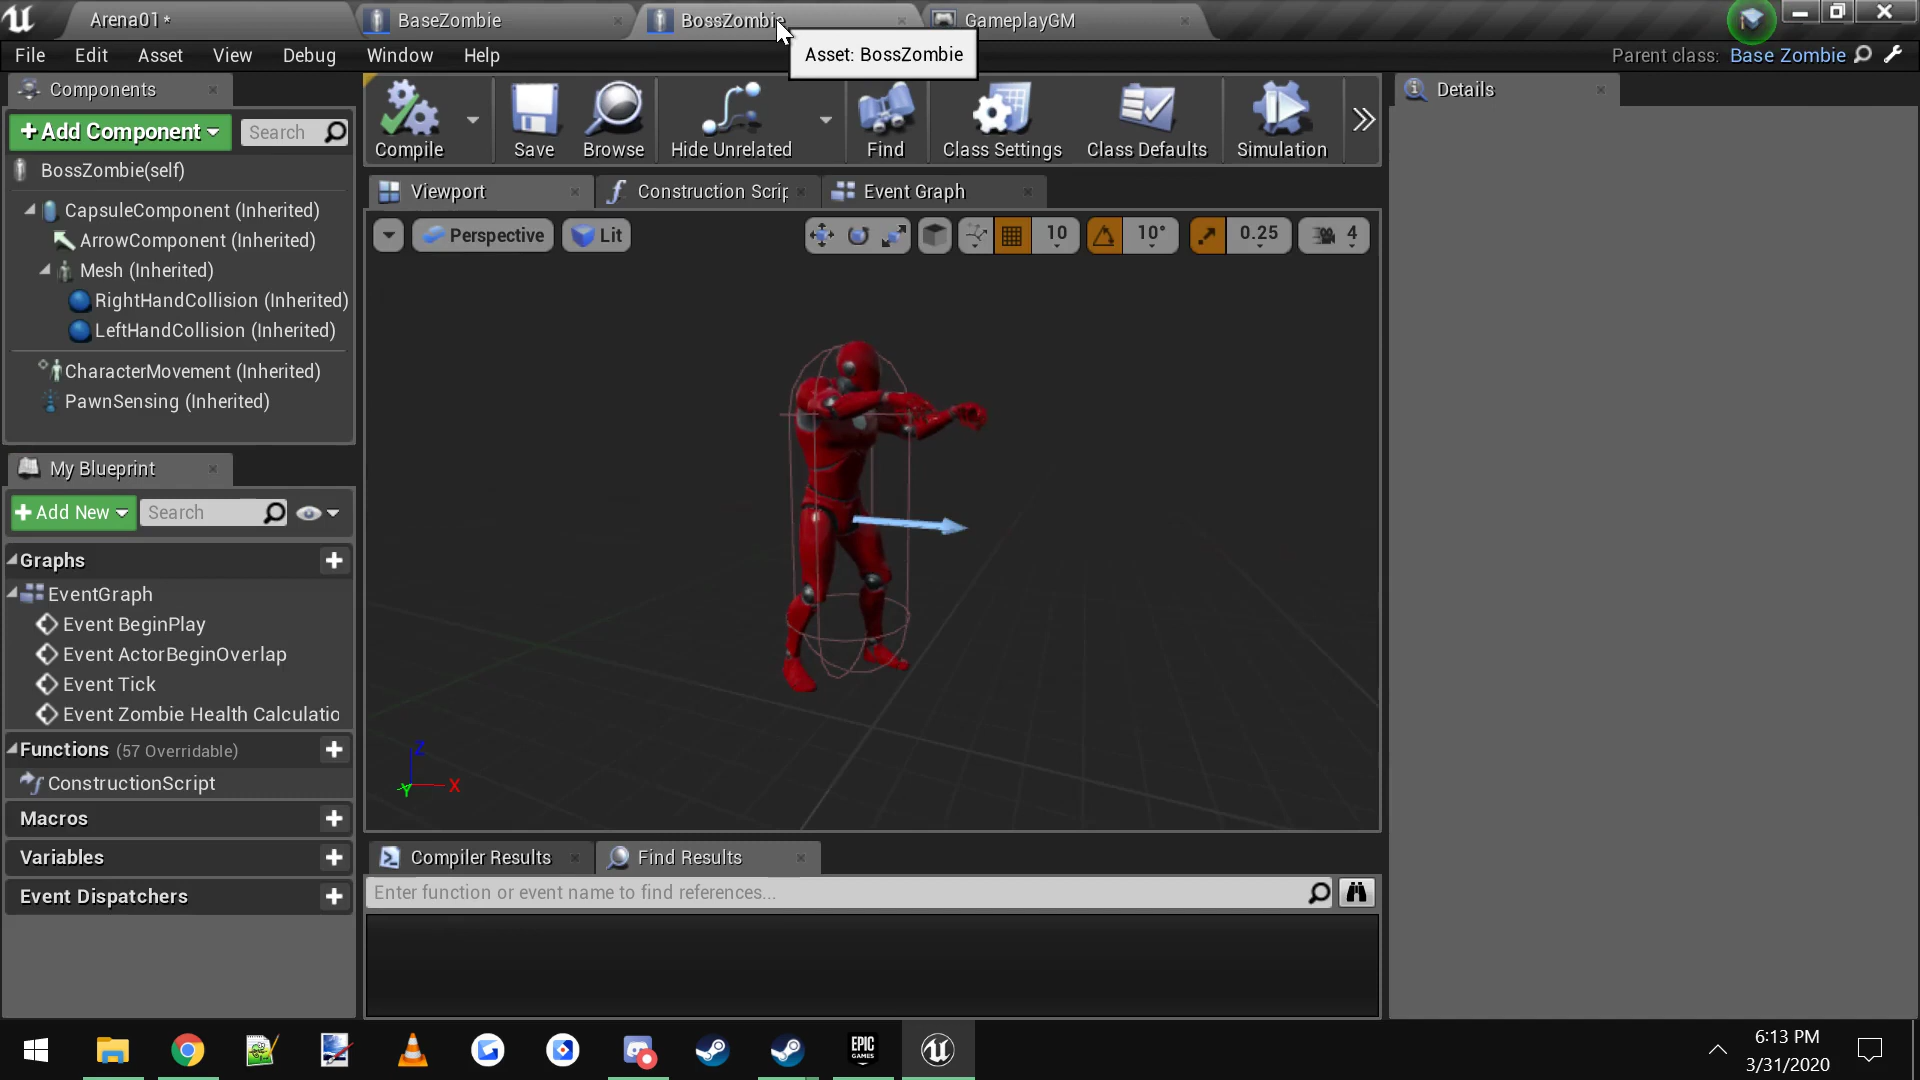 Arena01*
BaseZombie
BossZombie
GameplayGM
File Edit Asset View Debug Window Help
Asset: BossZombie
Parent class: Base Zombie
Components
+Add Component
Search
BossZombie(self)
CapsuleComponent (Inherited)
ArrowComponent (Inherited)
Mesh (Inherited)
RightHandCollision (Inherited)
LeftHandCollision (Inherited)
CharacterMovement (Inherited)
PawnSensing (Inherited)
My Blueprint
+Add New
Search
Graphs
EventGraph
Event BeginPlay
Event ActorBeginOverlap
Event Tick
Event Zombie Health Calculatio
Functions (57 Overridable)
ConstructionScript
Macros
Variables
Event Dispatchers
Compile
Save
Browse
Hide Unrelated
Find
Class Settings
Class Defaults
Simulation
Viewport
Construction Scrip
Event Graph
Perspective
Lit
10
10°
0.25
4
Z
X
Y
Compiler Results
Find Results
Enter function or event name to find references...
Details
EPIC
GAMES
6:13 PM
3/31/2020